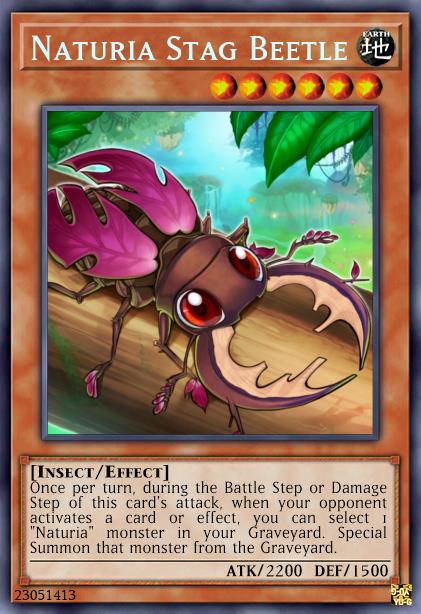 NATURIA STAG BEETLE
EARTH
地
[INSECT/EFFECT]
Once per turn, during the Battle Step or Damage
Step of this card's attack, when your opponent
activates a card or effect, you can select 1
"Naturia" monster in your Graveyard. Special
Summon that monster from the Graveyard.
ATK/2200 DEF/1500
23051413